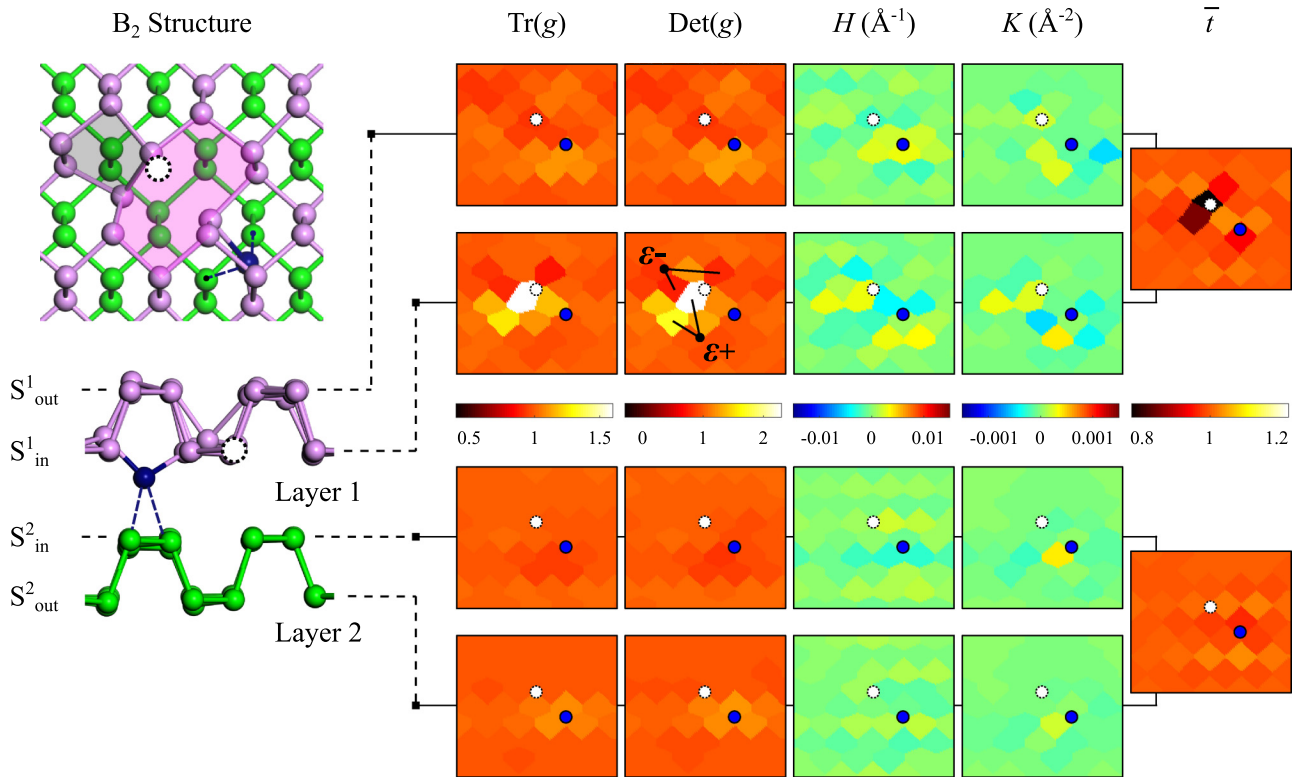 B₂ Structure Tr(g) Det(g) H (Å⁻¹) K (Å⁻²) t̅
ε-
ε+
S¹out
S¹in
Layer 1
0.5 1 1.5 0 1 2 -0.01 0 0.01 -0.001 0 0.001 0.8 1 1.2
S²in
S²out
Layer 2